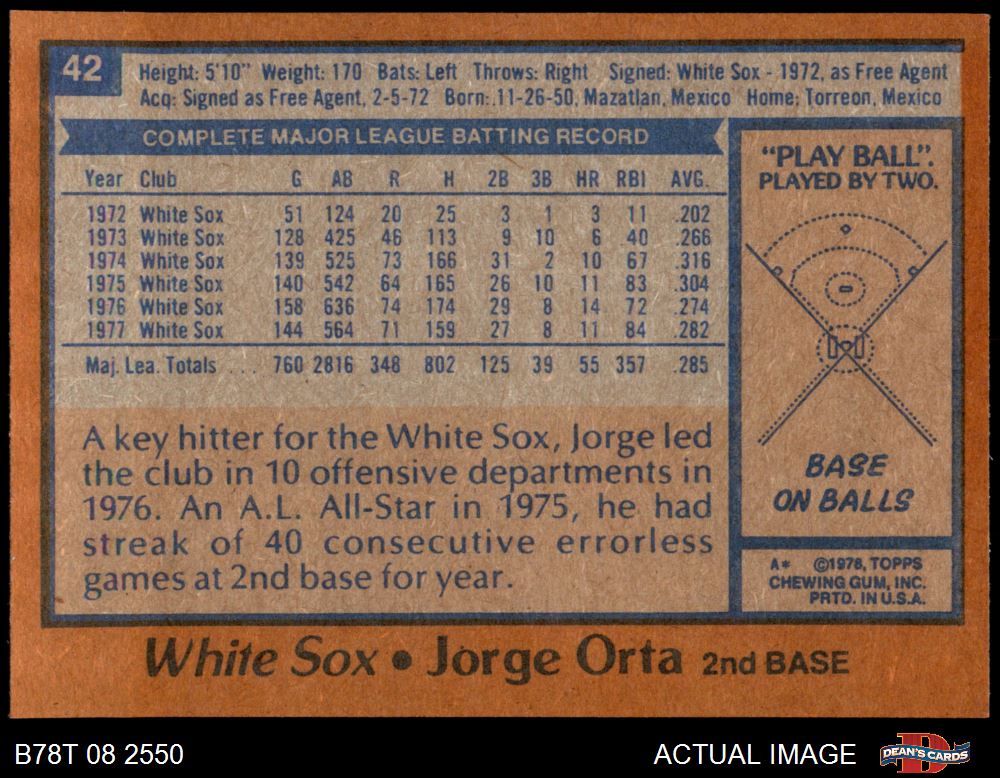 42
Height: 5'10" Weight: 170 Bats: Left Throws: Right Signed: White Sox - 1972, as Free Agent
Acq: Signed as Free Agent, 2-5-72 Born: 11-26-50, Mazatlan, Mexico Home: Torreon, Mexico
COMPLETE MAJOR LEAGUE BATTING RECORD
Year Club G AB R H 2B 3B HR RBI AVG.
1972 White Sox 51 124 20 25 3 1 3 11 .202
1973 White Sox 128 425 46 113 9 10 6 40 .266
1974 White Sox 139 525 73 166 31 2 10 67 .316
1975 White Sox 140 542 64 165 26 10 11 83 .304
1976 White Sox 158 636 74 174 29 8 14 72 .274
1977 White Sox 144 564 71 159 27 8 11 84 .282
Maj. Lea. Totals . . . 760 2816 348 802 125 39 55 357 .285
A key hitter for the White Sox, Jorge led
the club in 10 offensive departments in
1976. An A.L. All-Star in 1975, he had
streak of 40 consecutive errorless
games at 2nd base for year.
"PLAY BALL".
PLAYED BY TWO.
BASE
ON BALLS
A* ©1978, TOPPS
CHEWING GUM, INC.
PRTD. IN U.S.A.
White Sox • Jorge Orta 2nd BASE
B78T 08 2550
ACTUAL IMAGE
D
DEAN'S CARDS